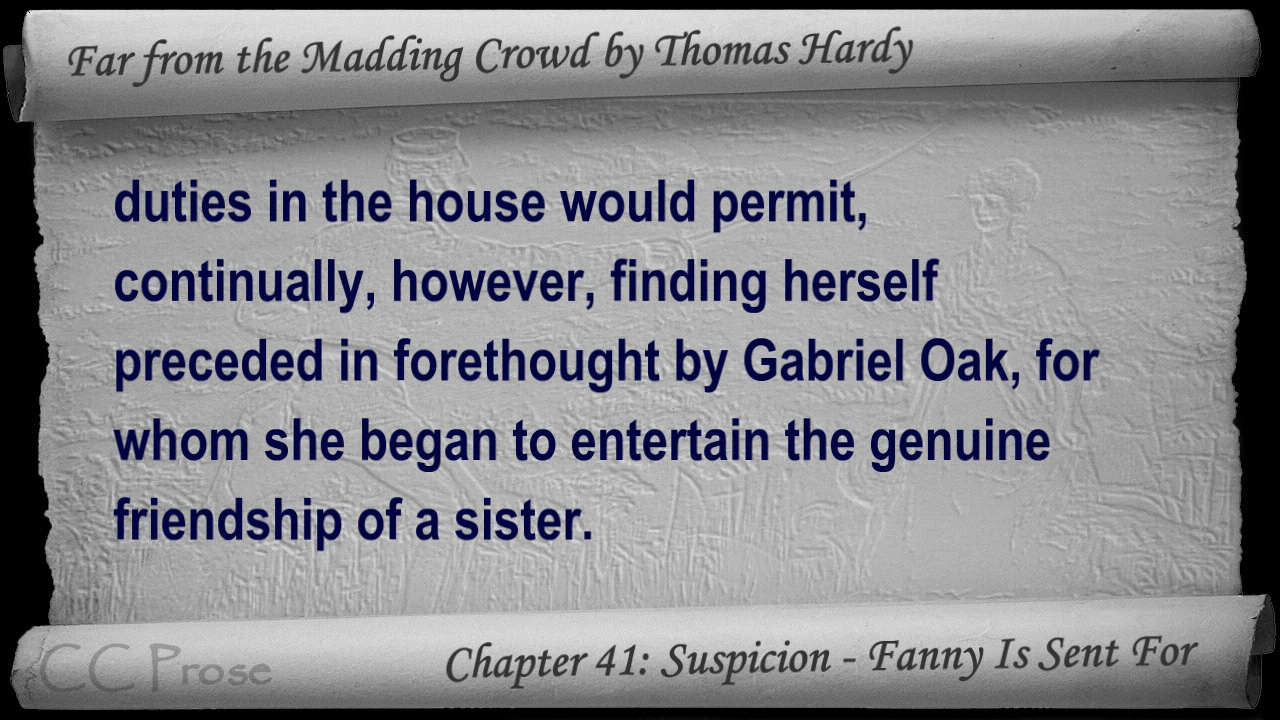 Far from the Madding Crowd by Thomas Hardy
duties in the house would permit,
continually, however, finding herself
preceded in forethought by Gabriel Oak, for
whom she began to entertain the genuine
friendship of a sister.
CC Prose
Chapter 41: Suspicion - Fanny Is Sent For